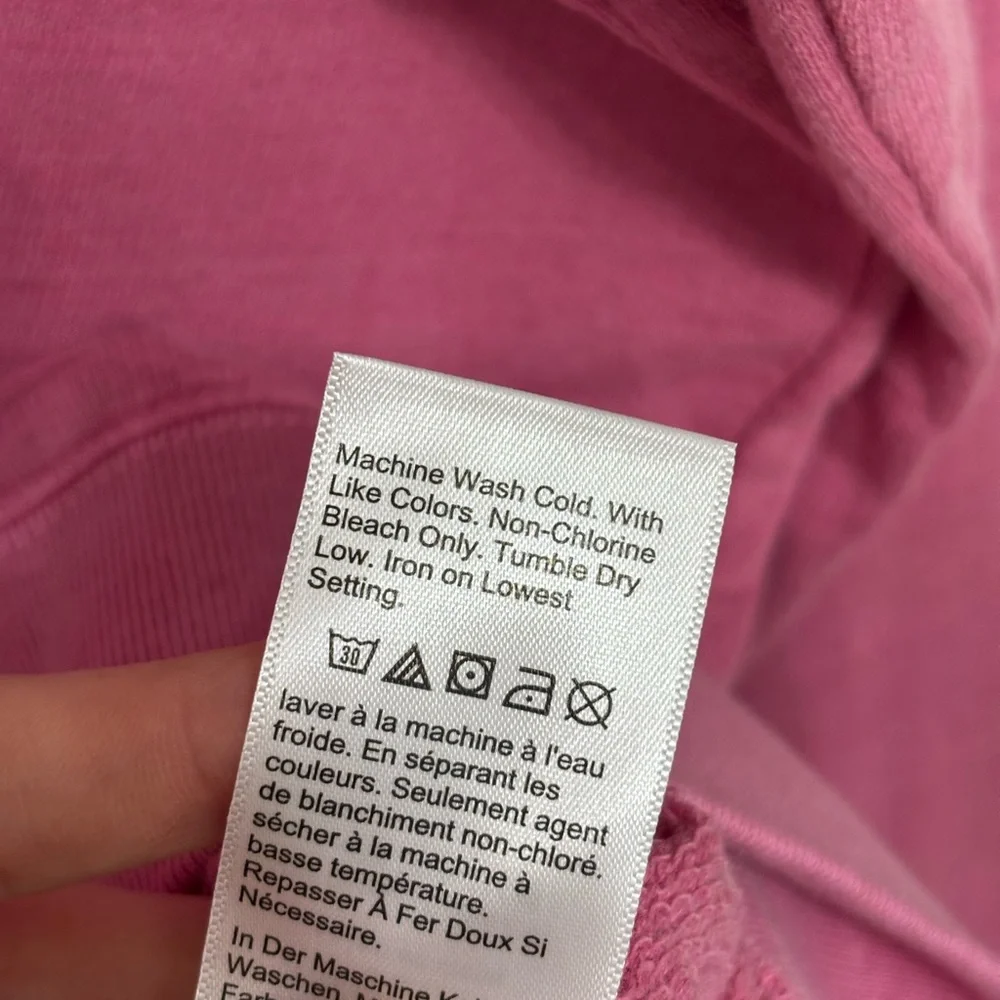 Machine Wash Cold. With
Like Colors. Non-Chlorine
Bleach Only. Tumble Dry
Low. Iron on Lowest
Setting.
30
laver à la machine à l'eau
froide. En séparant les
couleurs. Seulement agent
de blanchiment non-chloré.
sécher à la machine à
basse température.
Repasser À Fer Doux Si
Nécessaire.
In Der Maschine
Waschen.